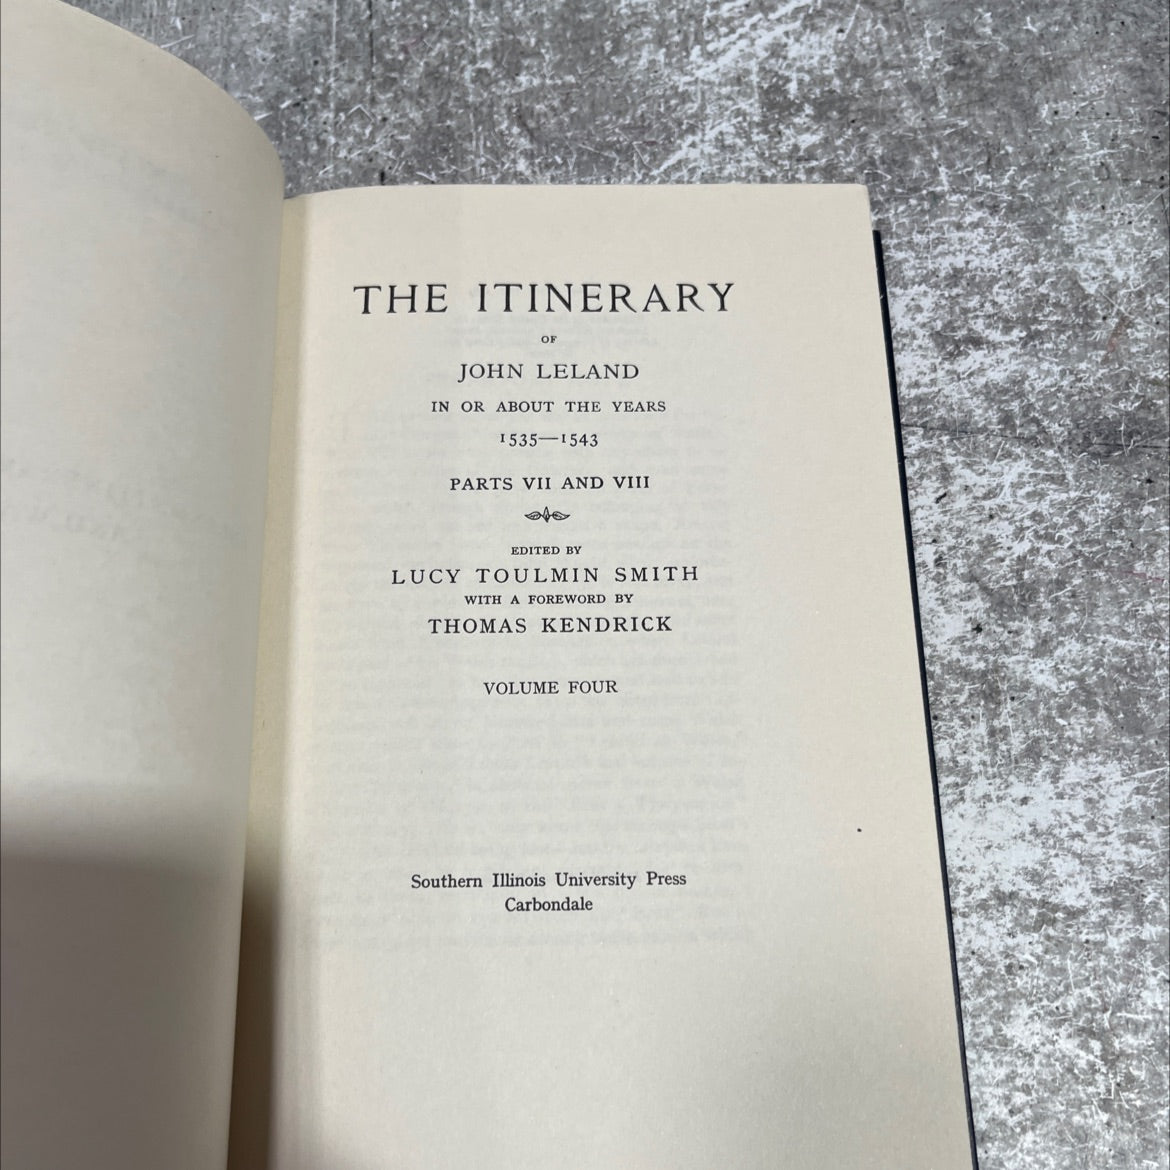 THE ITINERARY
OF
JOHN LELAND
IN OR ABOUT THE YEARS
1535—1543
PARTS VII AND VIII
EDITED BY
LUCY TOULMIN SMITH
WITH A FOREWORD BY
THOMAS KENDRICK
VOLUME FOUR
Southern Illinois University Press
Carbondale